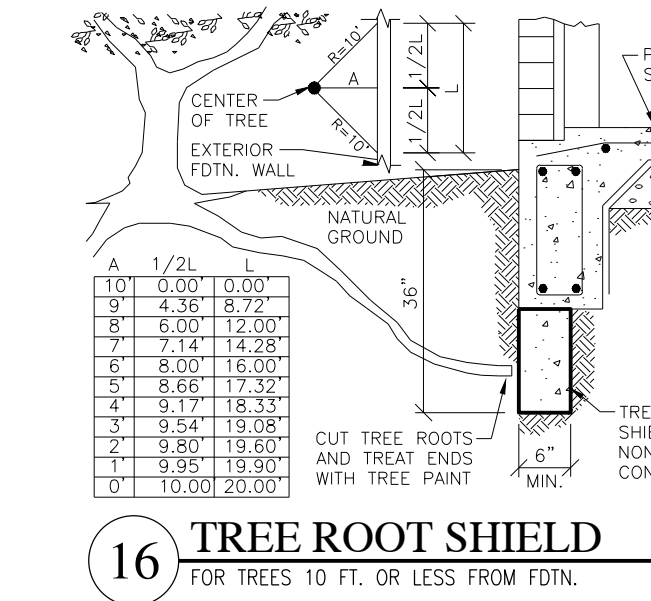 R=10'
A
R=10'
1/2L
1/2L
L
CENTER
OF TREE
EXTERIOR
FDTN. WALL
NATURAL
GROUND
36"
A 1/2L L
10' 0.00' 0.00'
9' 4.36' 8.72'
8' 6.00' 12.00'
7' 7.14' 14.28'
6' 8.00' 16.00'
5' 8.66' 17.32'
4' 9.17' 18.33'
3' 9.54' 19.08'
2' 9.80' 19.60'
1' 9.95' 19.90'
0' 10.00' 20.00'
CUT TREE ROOTS
AND TREAT ENDS
WITH TREE PAINT
6"
MIN.
16 TREE ROOT SHIELD
FOR TREES 10 FT. OR LESS FROM FDTN.